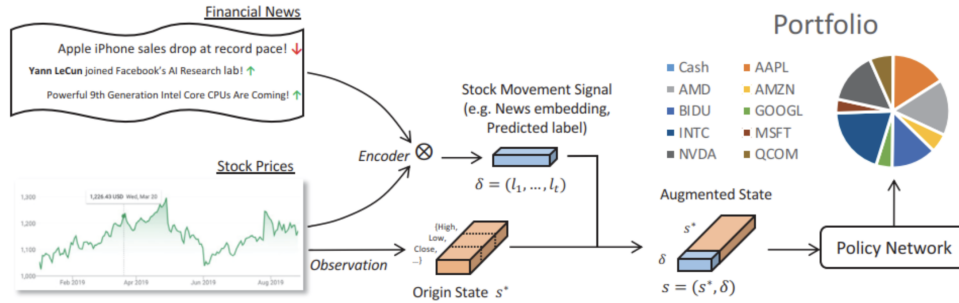 Financial News
Apple iPhone sales drop at record pace! ↓
Yann LeCun joined Facebook's AI Research lab! ↑
Powerful 9th Generation Intel Core CPUs Are Coming! ↑
Stock Prices
1,300
1,200
1,100
1,000
1,226.43 USD Wed, Mar 20
Feb 2019
Apr 2019
Jun 2019
Aug 2019
Encoder
Observation
Stock Movement Signal
(e.g. News embedding,
Predicted label)
δ = (l₁, ..., lₜ)
{High,
Low,
Close,
...}
Origin State s*
Augmented State
s*
δ
s = (s*, δ)
Policy Network
Portfolio
Cash
AAPL
AMD
AMZN
BIDU
GOOGL
INTC
MSFT
NVDA
QCOM